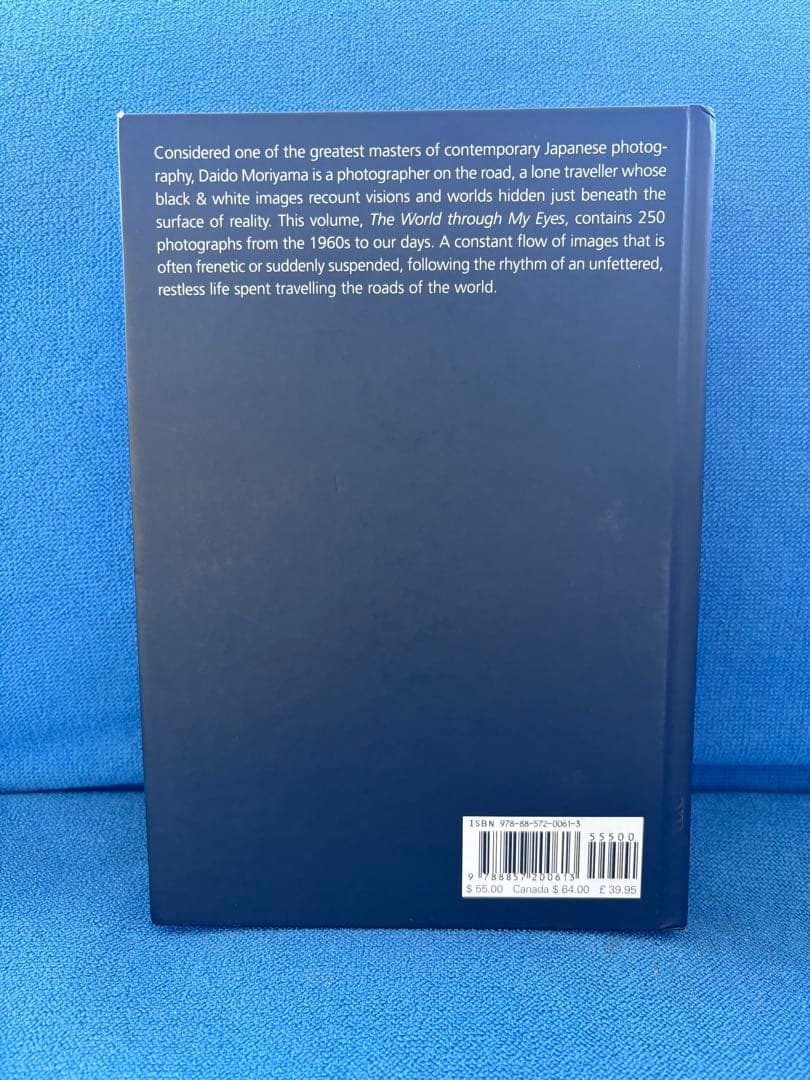 Considered one of the greatest masters of contemporary Japanese photog-
raphy, Daido Moriyama is a photographer on the road, a lone traveller whose
black & white images recount visions and worlds hidden just beneath the
surface of reality. This volume, The World through My Eyes, contains 250
photographs from the 1960s to our days. A constant flow of images that is
often frenetic or suddenly suspended, following the rhythm of an unfettered,
restless life spent travelling the roads of the world.
ISBN 978-88-572-0061-3
55500
9 788857 200613
$ 55.00 Canada $ 64.00 £ 39.95